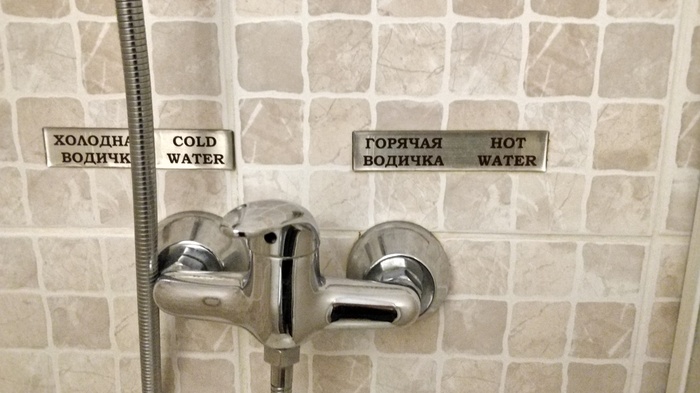 ХОЛОДНА COLD
ВОДИЧК WATER
ГОРЯЧАЯ HOT
ВОДИЧКА WATER